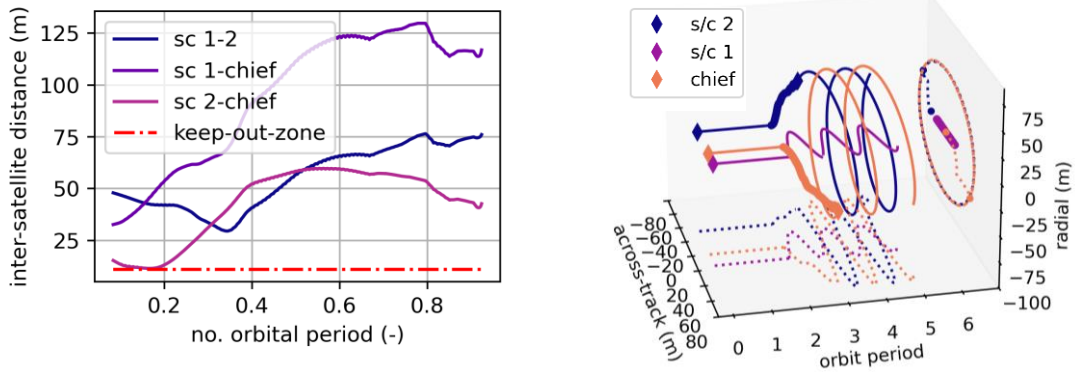 inter-satellite distance (m)
125
100
75
50
25
sc 1-2
sc 1-chief
sc 2-chief
keep-out-zone
0.2
0.4
0.6
0.8
no. orbital period (-)
s/c 2
s/c 1
chief
75
50
25
0
−25
−50
−75
−100
radial (m)
−80
−60
−40
−20
0
20
40
60
80
across-track (m)
0
1
2
3
4
5
6
orbit period